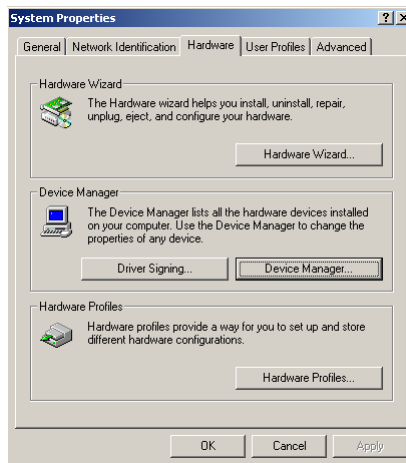 System Properties
General
Network Identification
Hardware
User Profiles
Advanced
Hardware Wizard
The Hardware wizard helps you install, uninstall, repair,
unplug, eject, and configure your hardware.
Hardware Wizard...
Device Manager
The Device Manager lists all the hardware devices installed
on your computer. Use the Device Manager to change the
properties of any device.
Driver Signing...
Device Manager...
Hardware Profiles
Hardware profiles provide a way for you to set up and store
different hardware configurations.
Hardware Profiles...
OK
Cancel
Apply